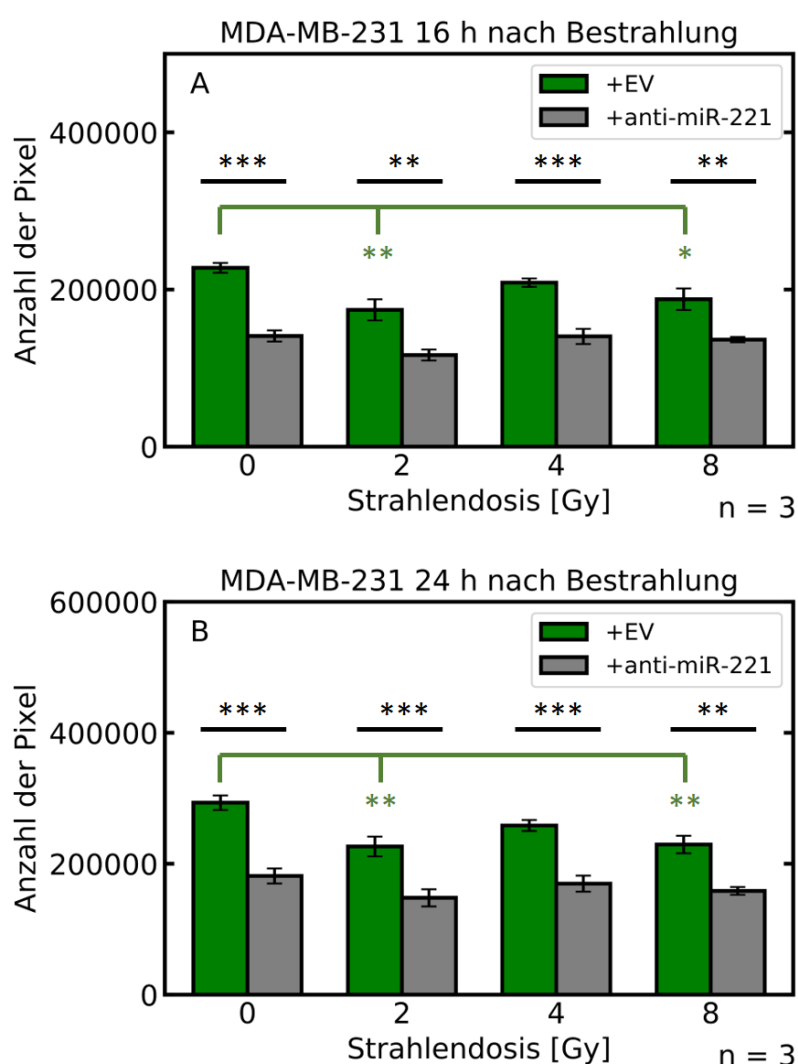 MDA-MB-231 16 h nach Bestrahlung
A
+EV
+anti-miR-221
Anzahl der Pixel
400000
200000
0
*** ** *** **
** *
0 2 4 8
Strahlendosis [Gy]
n = 3
MDA-MB-231 24 h nach Bestrahlung
B
+EV
+anti-miR-221
Anzahl der Pixel
600000
400000
200000
0
*** *** *** **
** **
0 2 4 8
Strahlendosis [Gy]
n = 3